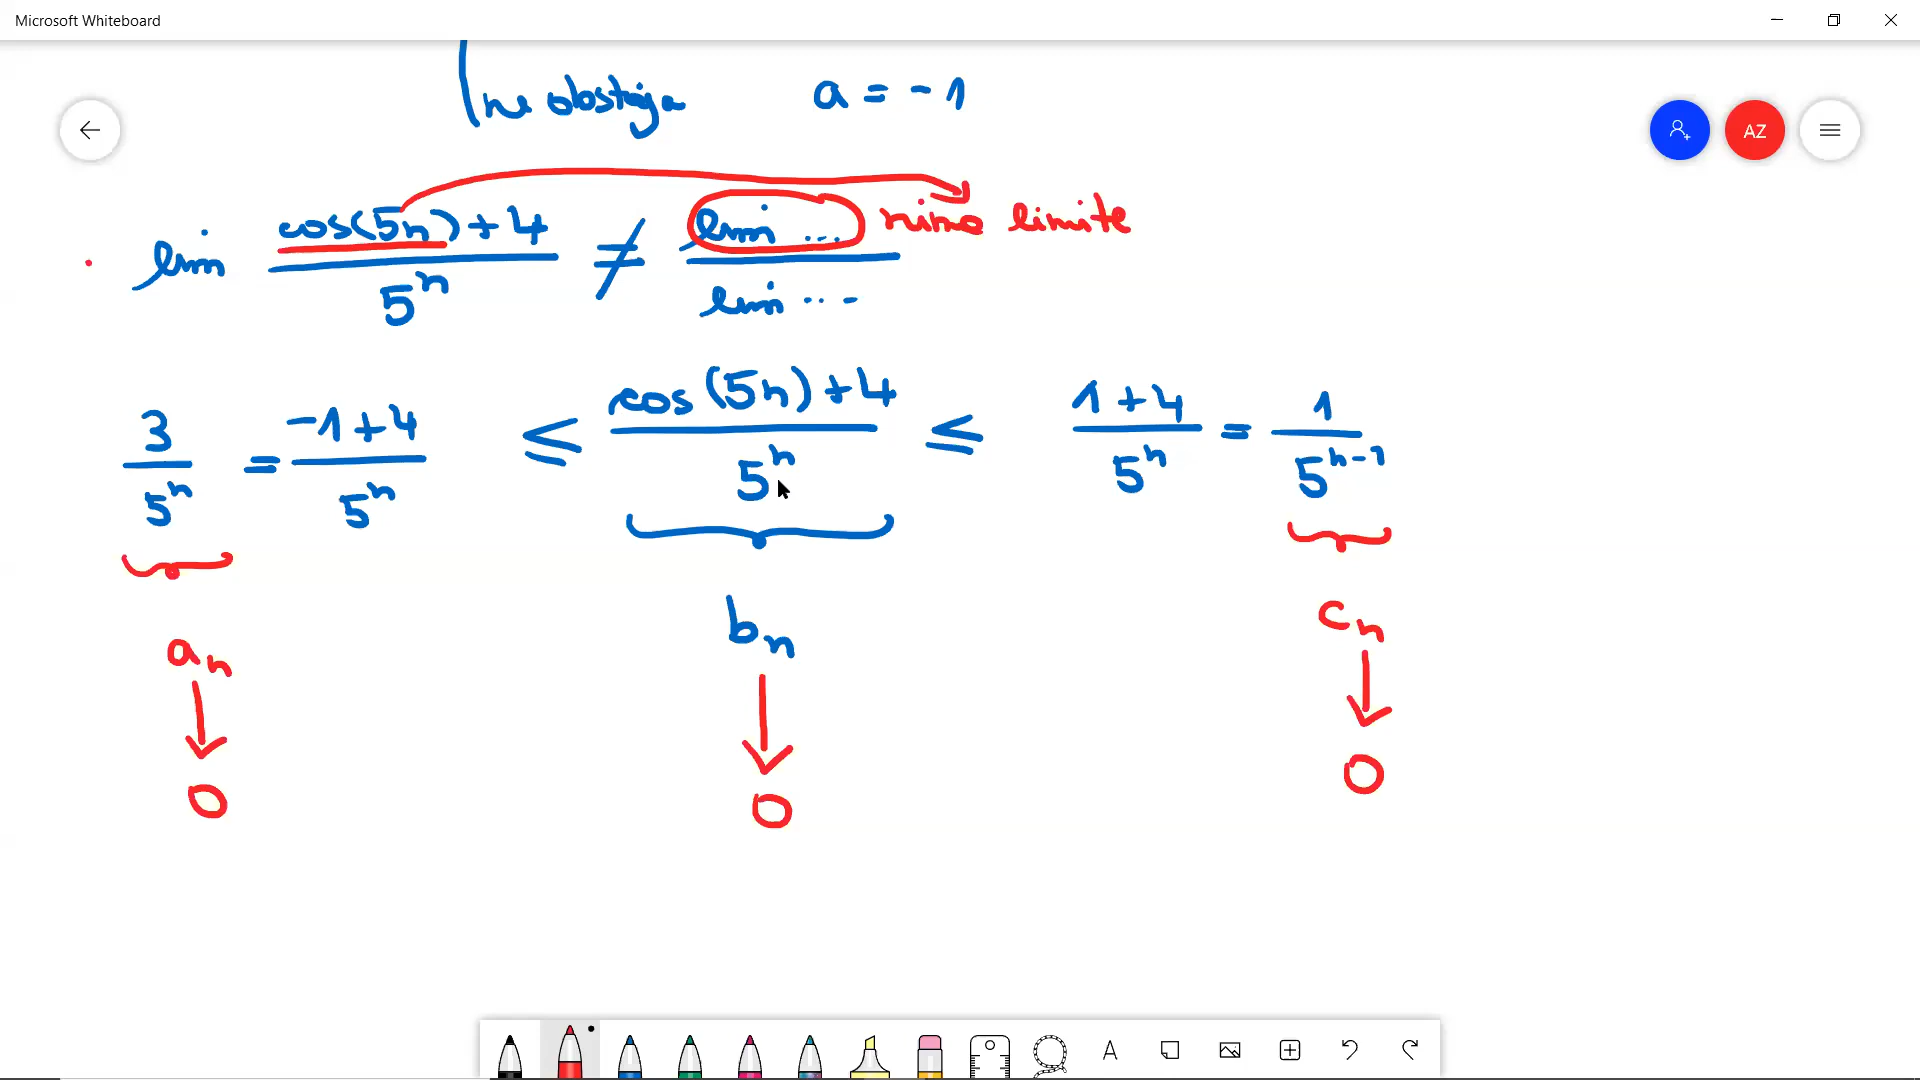 Microsoft Whiteboard
ne obstaja a = -1
AZ
lim (cos(5n)+4)/5^n ≠ (lim ...)/(lim ...) nima limite
3/5^n = (-1+4)/5^n ≤ (cos(5n)+4)/5^n ≤ (1+4)/5^n = 1/5^(n-1)
a_n b_n c_n
0 0 0
A